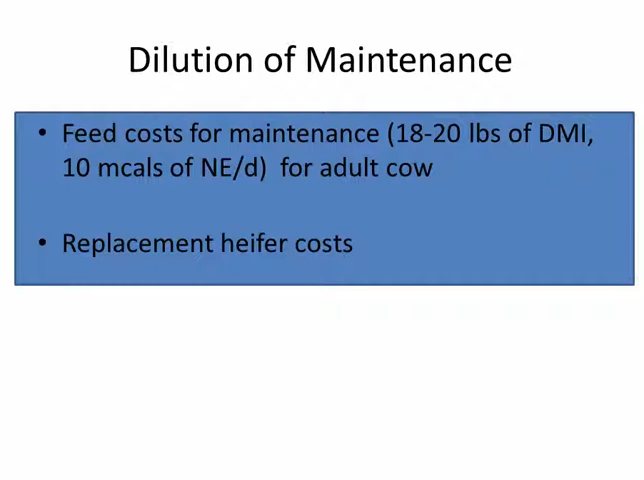 Dilution of Maintenance
• Feed costs for maintenance (18-20 lbs of DMI,
10 mcals of NE/d)  for adult cow
• Replacement heifer costs